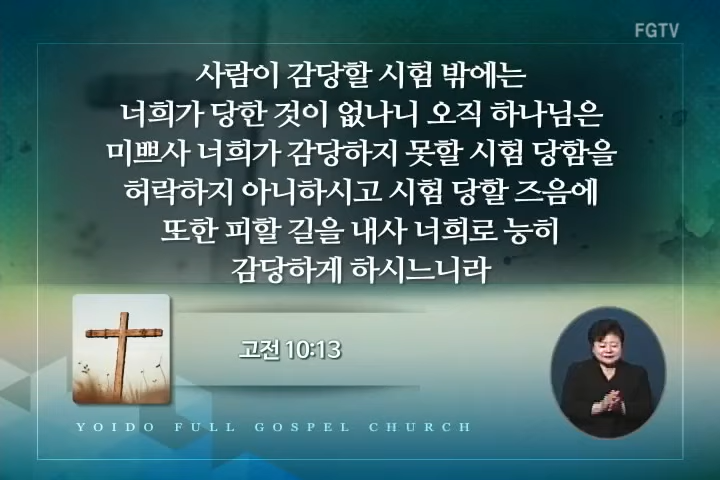 FGTV
사람이 감당할 시험 밖에는
너희가 당한 것이 없나니 오직 하나님은
미쁘사 너희가 감당하지 못할 시험 당함을
허락하지 아니하시고 시험 당할 즈음에
또한 피할 길을 내사 너희로 능히
감당하게 하시느니라
고전 10:13
YOIDO FULL GOSPEL CHURCH